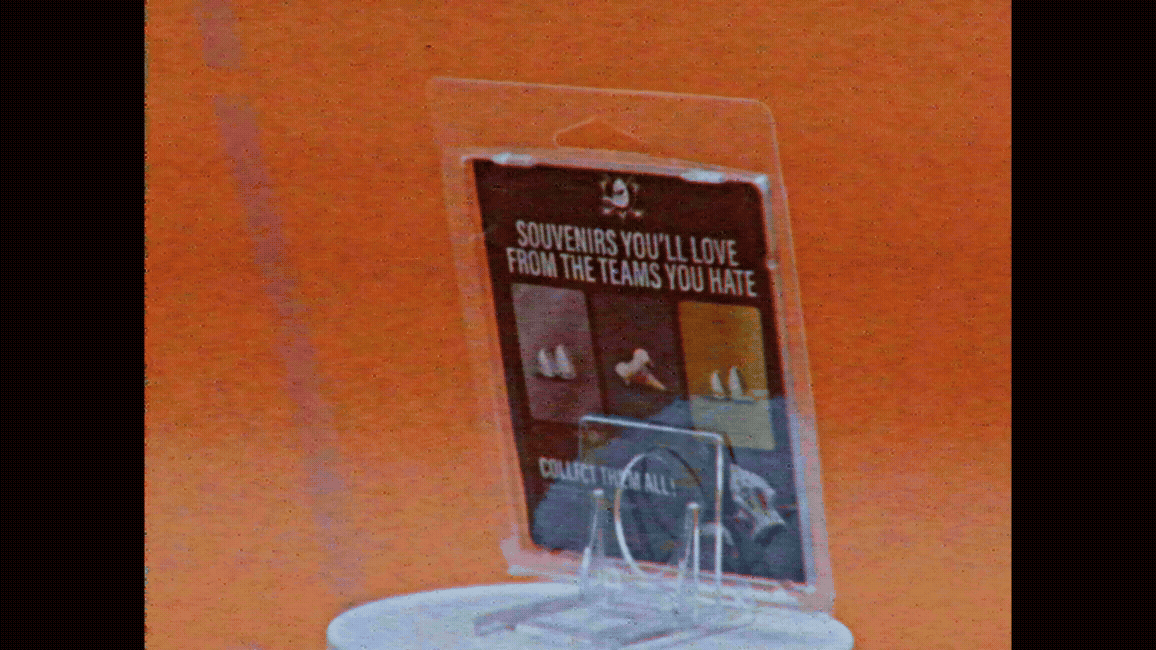 SOUVENIRS YOU'LL LOVE
FROM THE TEAMS YOU HATE
COLLECT THEM ALL!